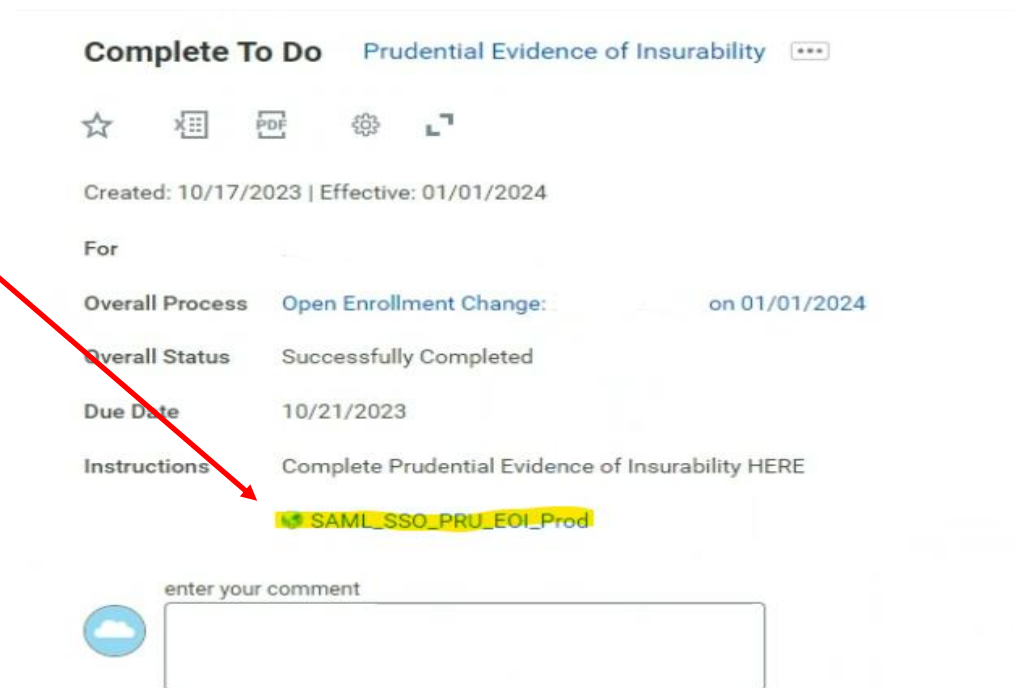 Complete To Do Prudential Evidence of Insurability
PDF
Created: 10/17/2023 | Effective: 01/01/2024
For
Overall Process Open Enrollment Change: on 01/01/2024
Overall Status Successfully Completed
Due Date 10/21/2023
Instructions Complete Prudential Evidence of Insurability HERE
SAML_SSO_PRU_EOI_Prod
enter your comment